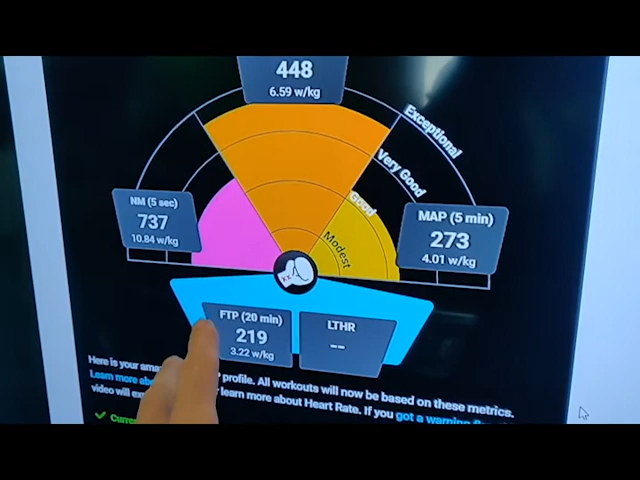 448
6.59 w/kg
Exceptional
Very Good
Good
Modest
NM (5 sec)
737
10.84 w/kg
MAP (5 min)
273
4.01 w/kg
FTP (20 min)
219
3.22 w/kg
LTHR
--
Here is your profile. All workouts will now be based on these metrics.
Learn more learn more about Heart Rate. If you got a warning
video will